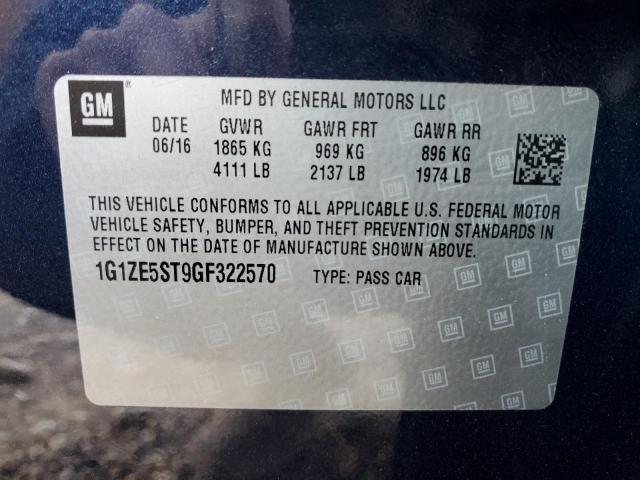 GM
MFD BY GENERAL MOTORS LLC
DATE GVWR GAWR FRT GAWR RR
06/16 1865 KG 969 KG 896 KG
4111 LB 2137 LB 1974 LB
THIS VEHICLE CONFORMS TO ALL APPLICABLE U.S. FEDERAL MOTOR
VEHICLE SAFETY, BUMPER, AND THEFT PREVENTION STANDARDS IN
EFFECT ON THE DATE OF MANUFACTURE SHOWN ABOVE.
1G1ZE5ST9GF322570 TYPE: PASS CAR